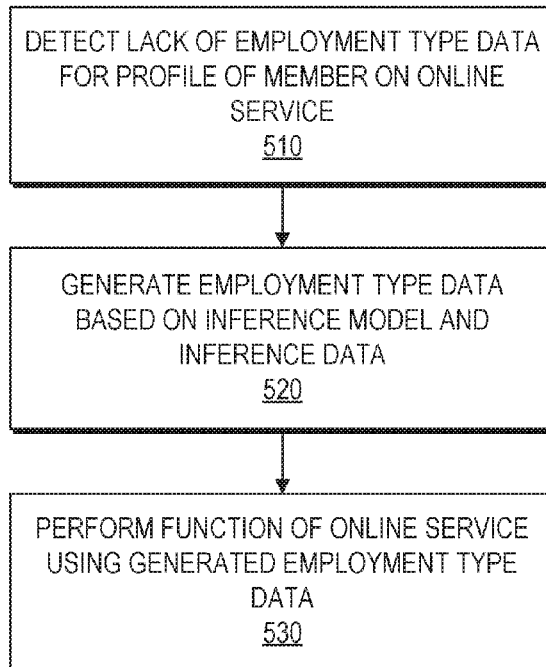 DETECT LACK OF EMPLOYMENT TYPE DATA
FOR PROFILE OF MEMBER ON ONLINE
SERVICE
510
GENERATE EMPLOYMENT TYPE DATA
BASED ON INFERENCE MODEL AND
INFERENCE DATA
520
PERFORM FUNCTION OF ONLINE SERVICE
USING GENERATED EMPLOYMENT TYPE
DATA
530